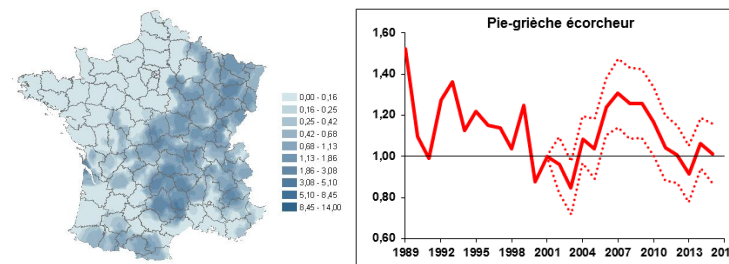 0,00 - 0,16
0,16 - 0,25
0,25 - 0,42
0,42 - 0,68
0,68 - 1,13
1,13 - 1,86
1,86 - 3,08
3,08 - 5,10
5,10 - 8,45
8,45 - 14,00
Pie-grièche écorcheur
1,60
1,40
1,20
1,00
0,80
0,60
1989 1992 1995 1998 2001 2004 2007 2010 2013 201